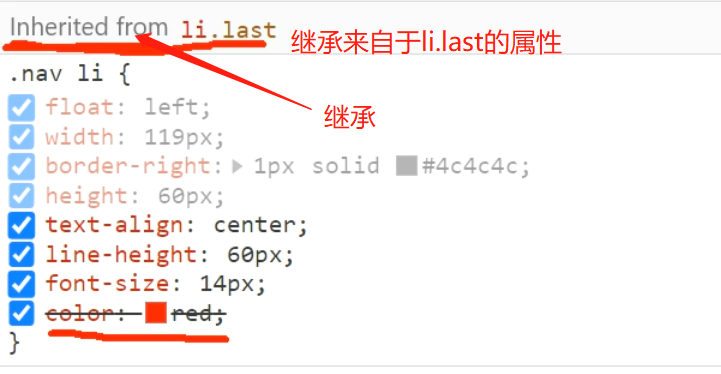 Inherited from li.last
继承来自于li.last的属性
.nav li {
继承
float: left;
width: 119px;
border-right: 1px solid #4c4c4c;
height: 60px;
text-align: center;
line-height: 60px;
font-size: 14px;
color: red;
}